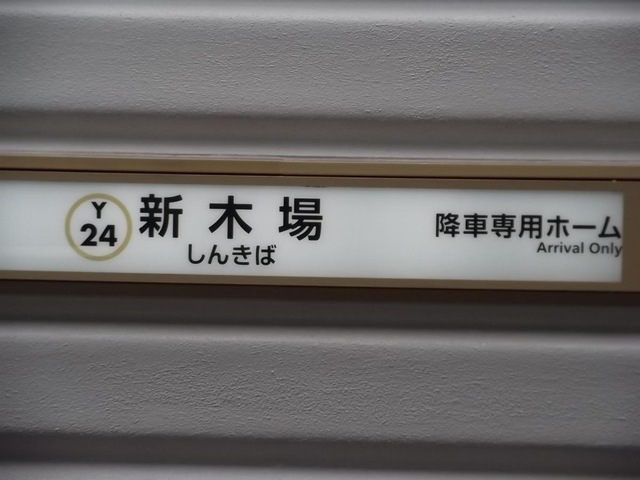 Y
24
新木場
しんきば
降車専用ホーム
Arrival Only